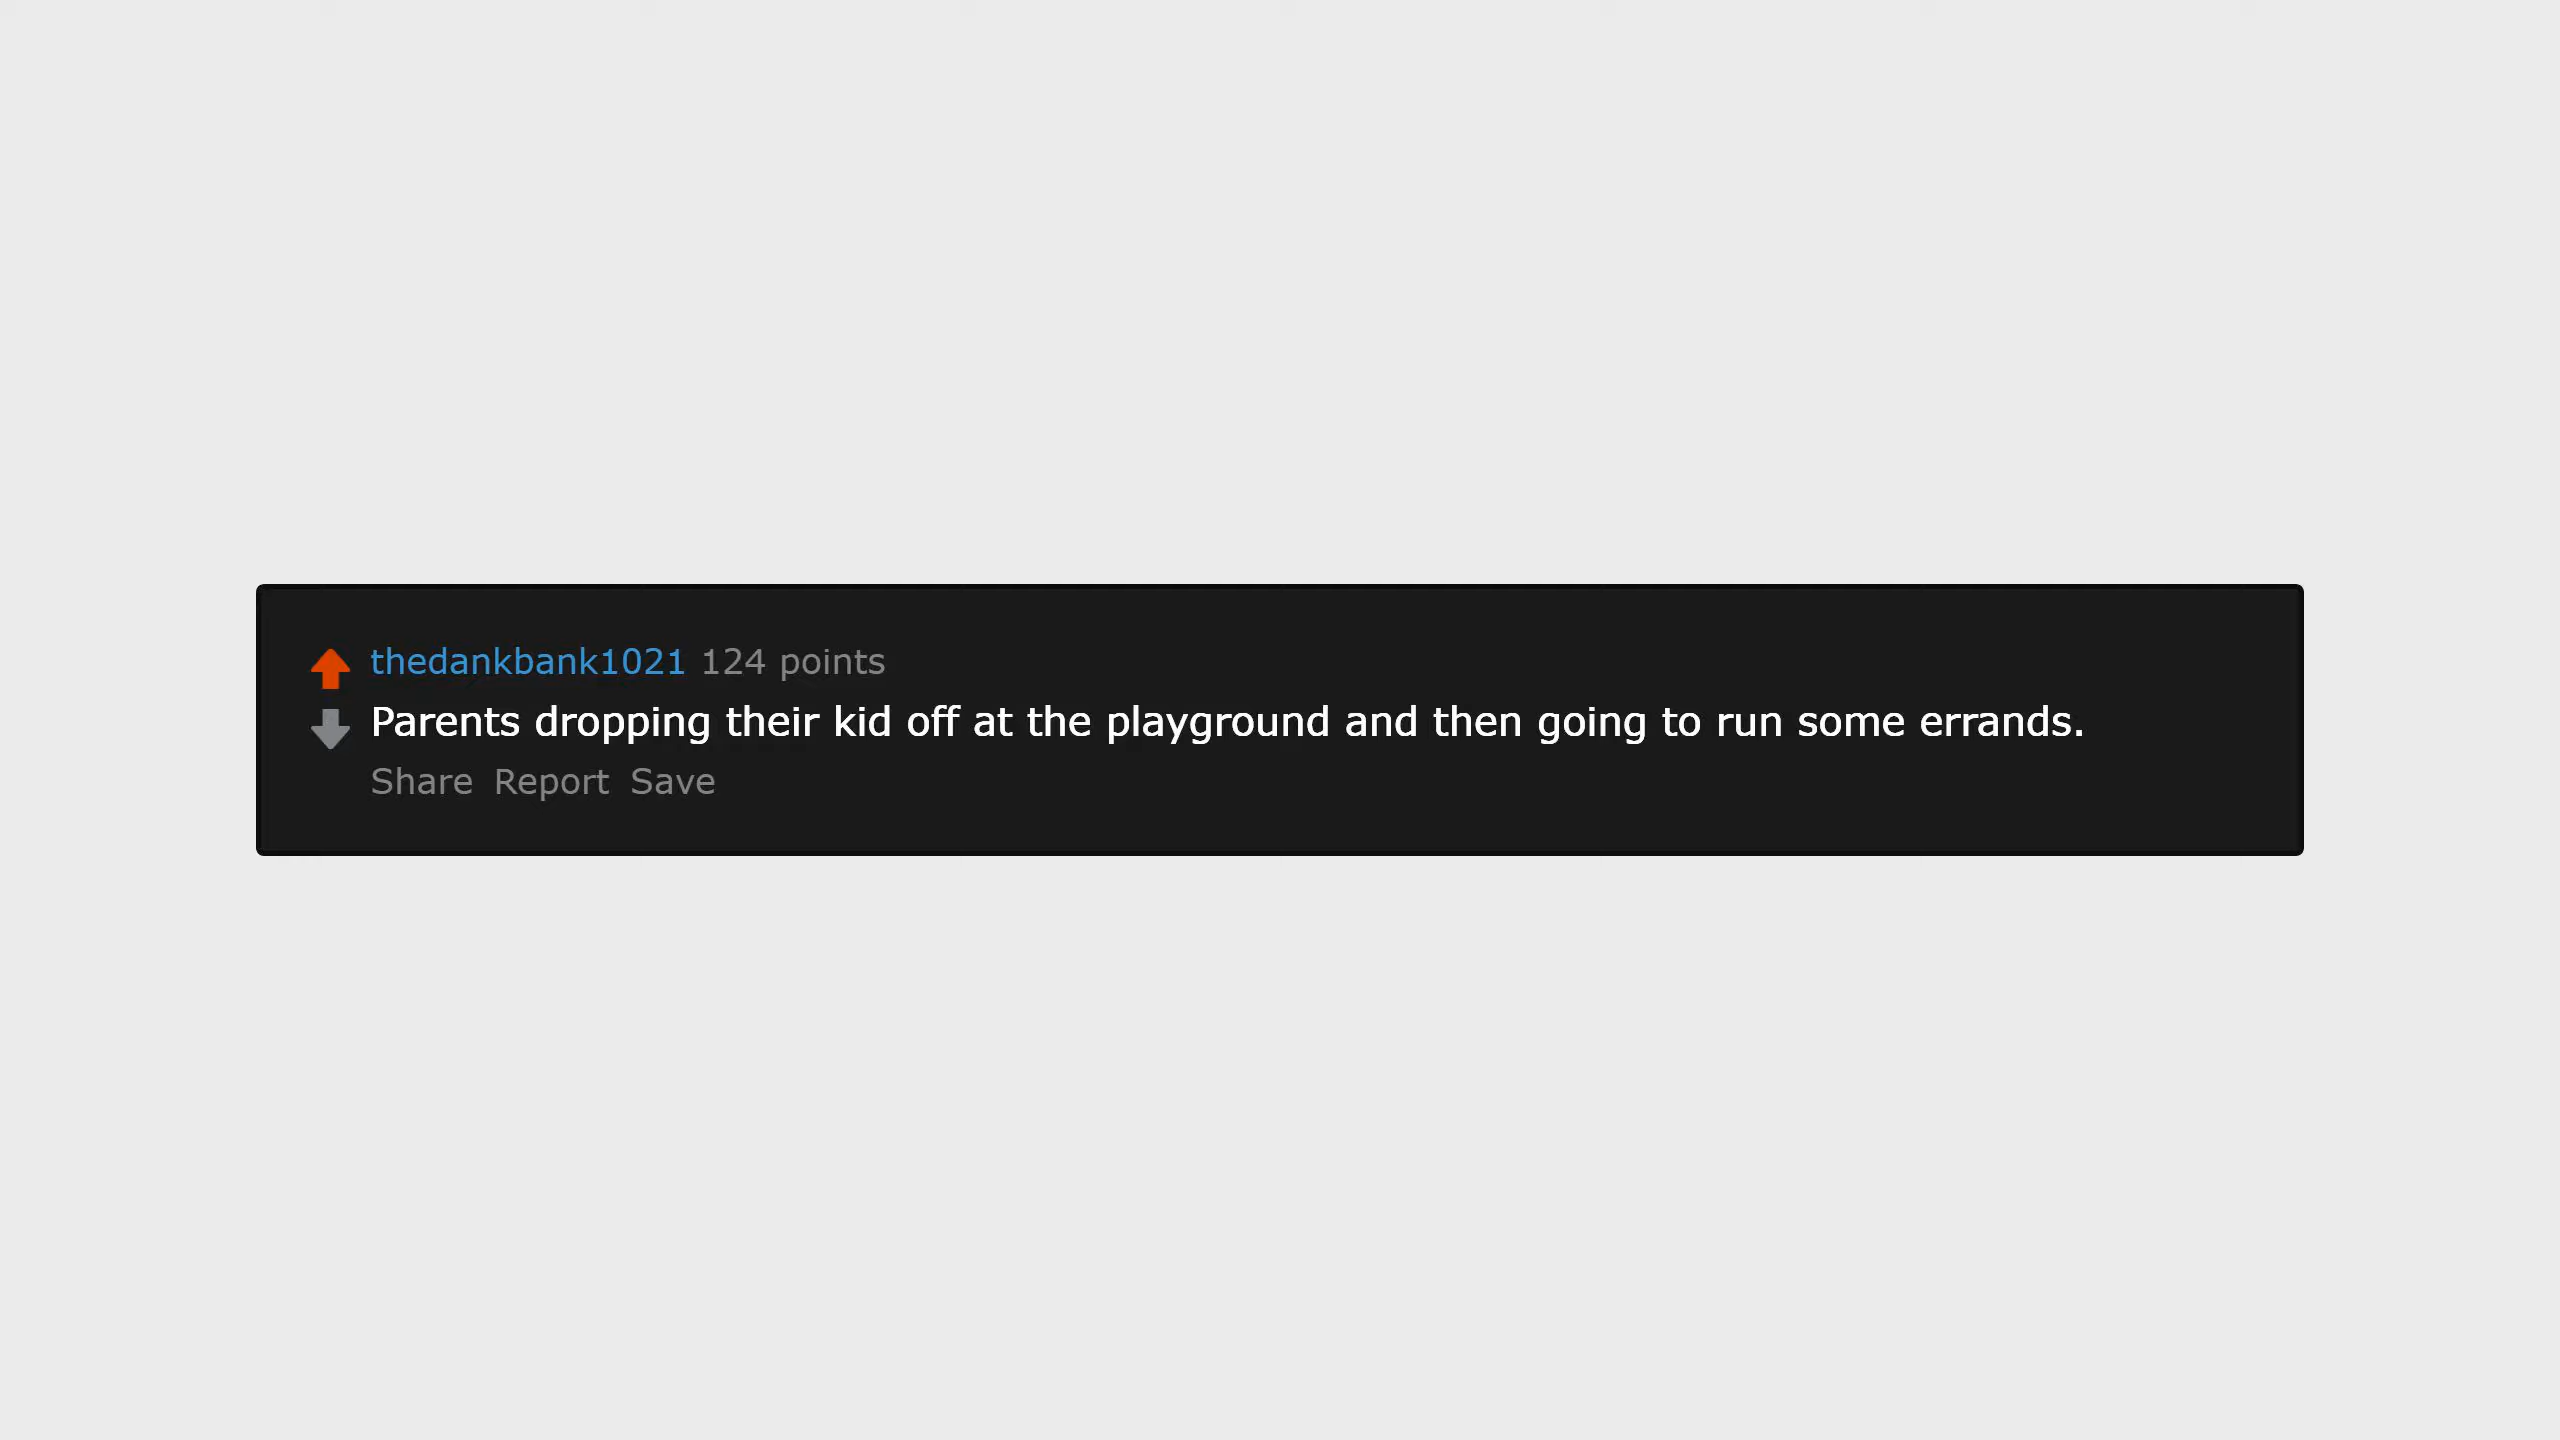 thedankbank1021 124 points
Parents dropping their kid off at the playground and then going to run some errands.
Share Report Save